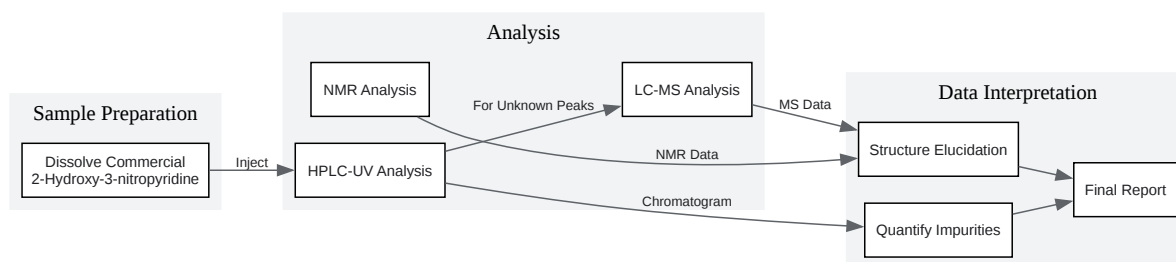 Sample Preparation
Dissolve Commercial
2-Hydroxy-3-nitropyridine
Inject
Analysis
NMR Analysis
HPLC-UV Analysis
For Unknown Peaks
LC-MS Analysis
NMR Data
Chromatogram
MS Data
Data Interpretation
Structure Elucidation
Quantify Impurities
Final Report